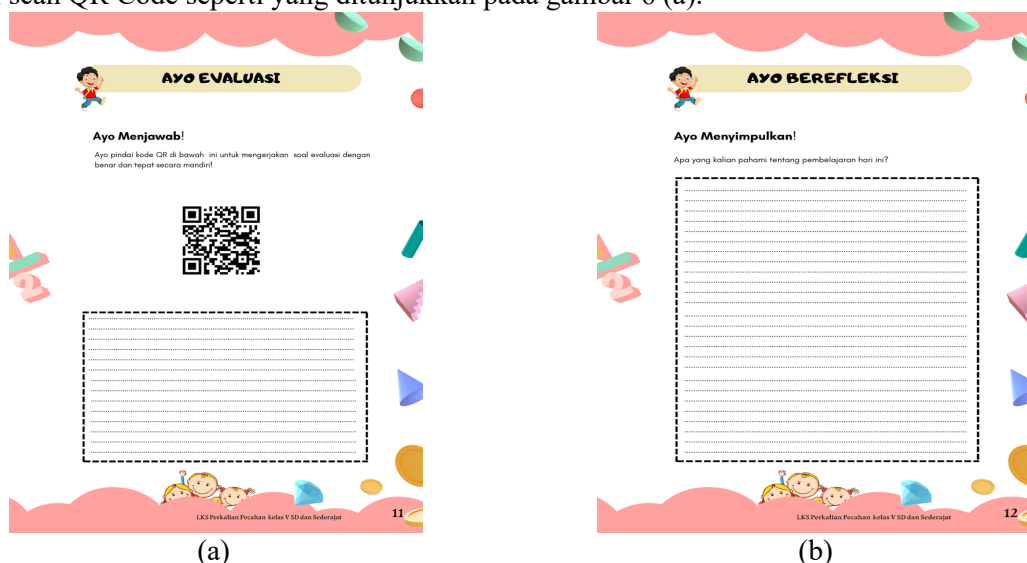 scan QR Code seperti yang ditunjukkan pada gambar 6 (a).
AYO EVALUASI
Ayo Menjawab!
Ayo pindai kode QR di bawah ini untuk mengerjakan soal evaluasi dengan
benar dan tepat secara mandiri!
2
LKS Perkalian Pecahan kelas V SD dan Sederajat
11
(a)
AYO BEREFLEKSI
Ayo Menyimpulkan!
Apa yang kalian pahami tentang pembelajaran hari ini?
2
LKS Perkalian Pecahan kelas V SD dan Sederajat
12
(b)